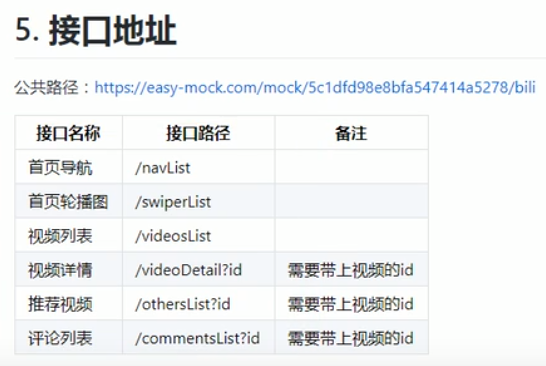 5. 接口地址
公共路径：https://easy-mock.com/mock/5c1dfd98e8bfa547414a5278/bili
接口名称 接口路径 备注
首页导航 /navList
首页轮播图 /swiperList
视频列表 /videosList
视频详情 /videoDetail?id 需要带上视频的id
推荐视频 /othersList?id 需要带上视频的id
评论列表 /commentsList?id 需要带上视频的id